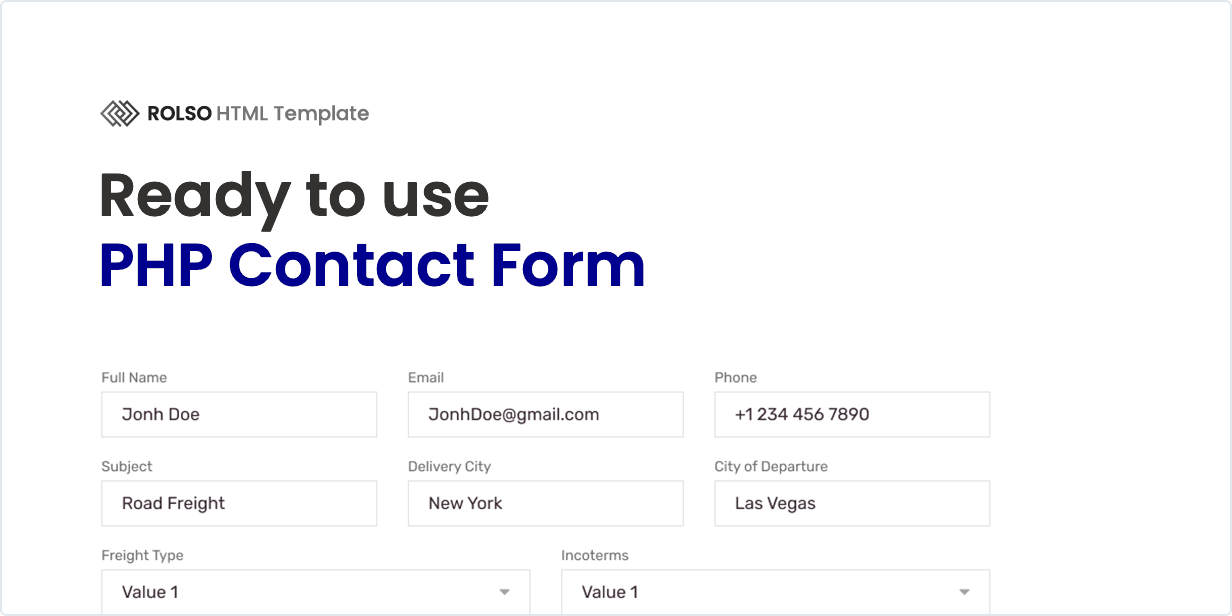 ROLSO HTML Template
Ready to use
PHP Contact Form
Full Name Email Phone
Jonh Doe JonhDoe@gmail.com +1 234 456 7890
Subject Delivery City City of Departure
Road Freight New York Las Vegas
Freight Type Incoterms
Value 1 Value 1